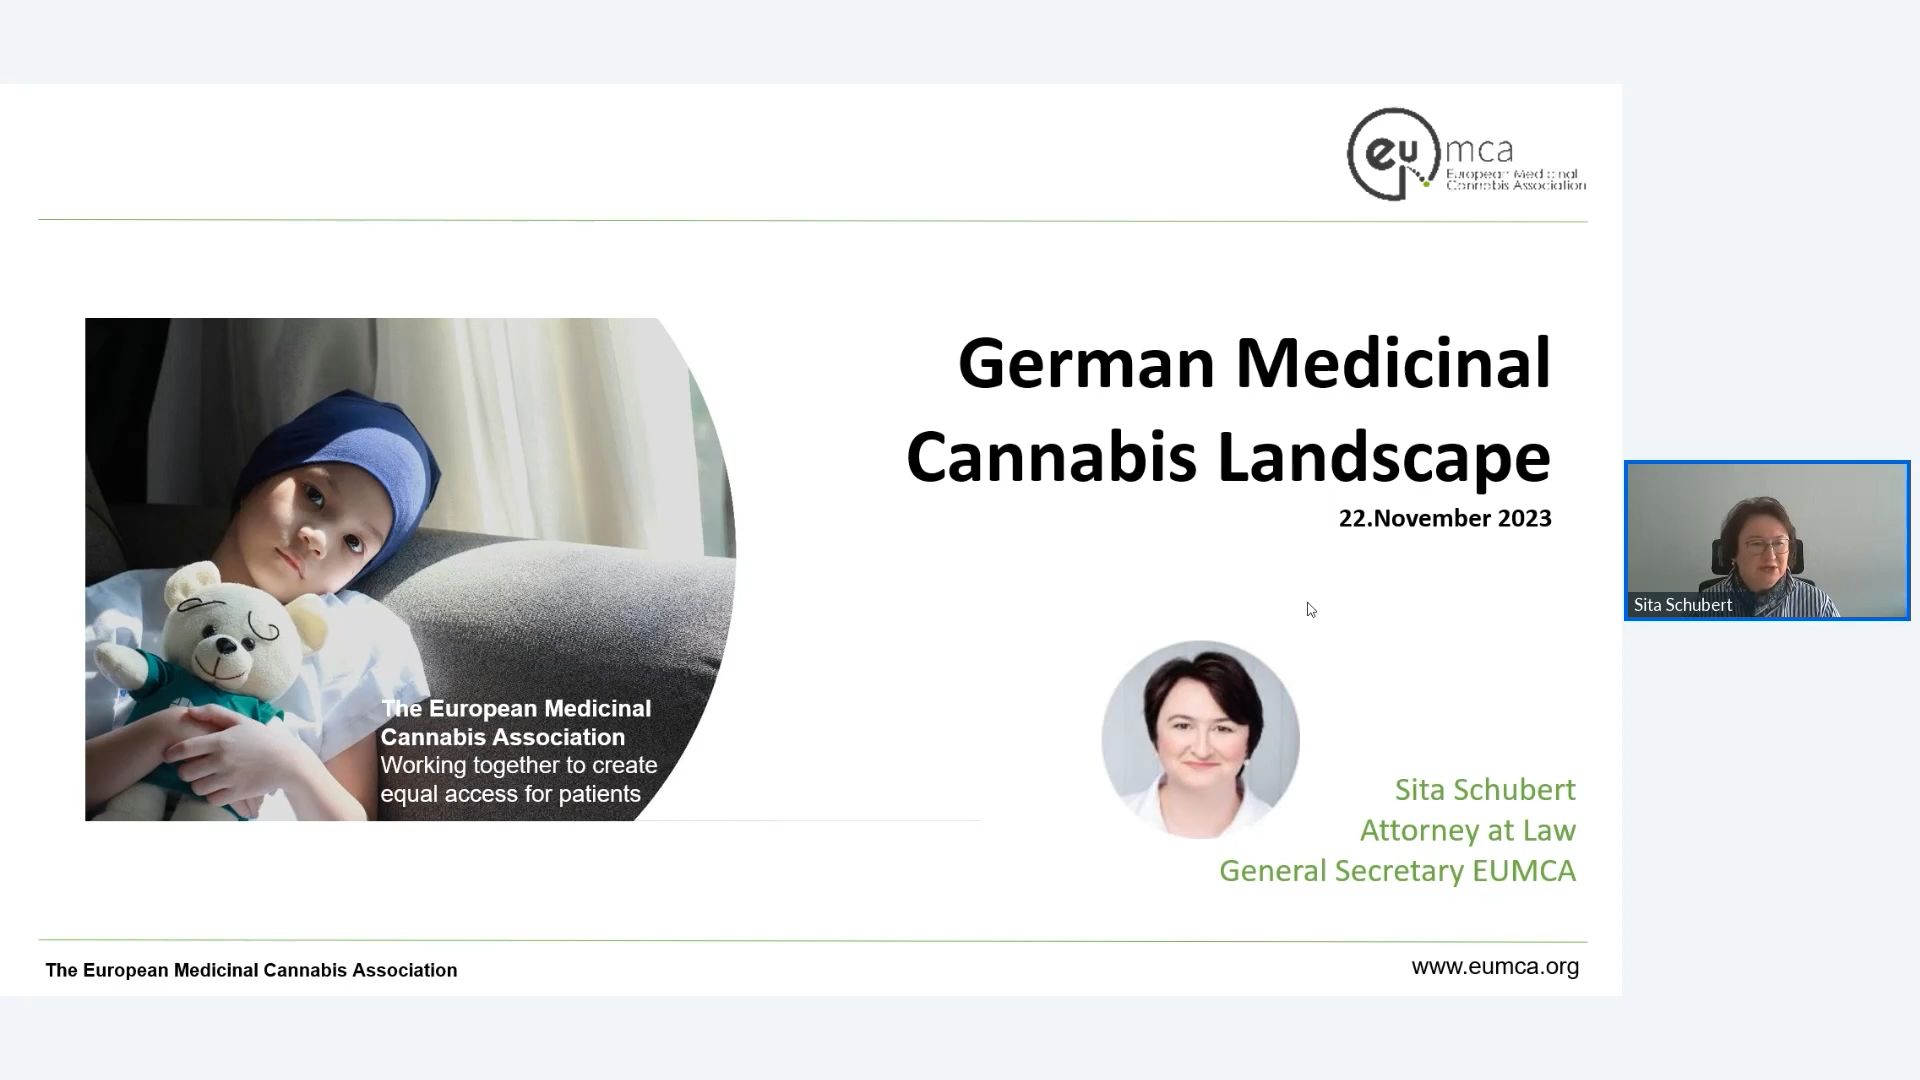 eu mca
European Medicinal
Cannabis Association
German Medicinal
Cannabis Landscape
22.November 2023
The European Medicinal
Cannabis Association
Working together to create
equal access for patients
Sita Schubert
Sita Schubert
Attorney at Law
General Secretary EUMCA
The European Medicinal Cannabis Association
www.eumca.org